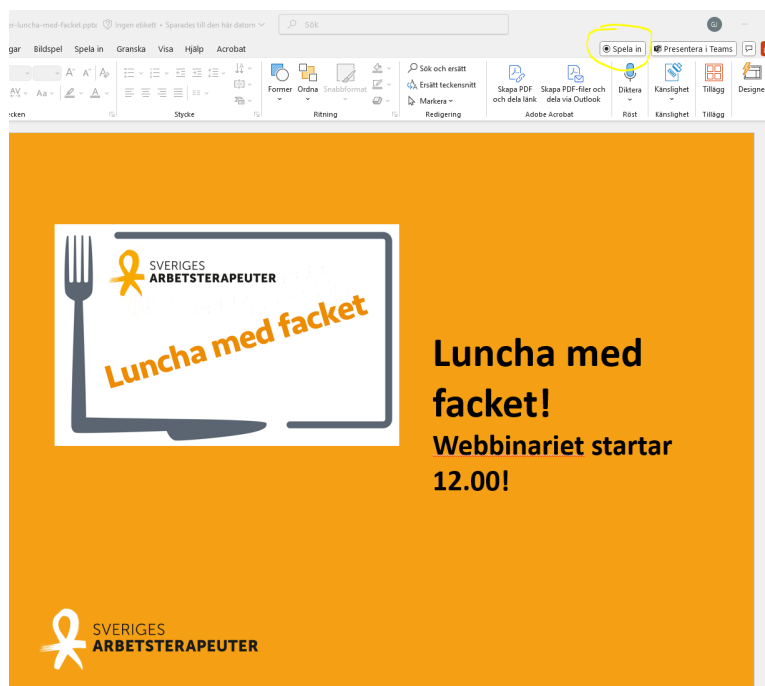 er-luncha-med-facket.pptx Ingen etikett • Sparades till den här datorn Sök GJ
gar Bildspel Spela in Granska Visa Hjälp Acrobat Spela in Presentera i Teams
Sök och ersätt
Ersätt teckensnitt
Markera
Former Ordna Snabbformat
Skapa PDF och dela länk
Skapa PDF-filer och dela via Outlook
Diktera Känslighet Tillägg Designe
cken Stycke Ritning Redigering Adobe Acrobat Röst Känslighet Tillägg
SVERIGES
ARBETSTERAPEUTER
Luncha med facket
Luncha med
facket!
Webbinariet startar
12.00!
SVERIGES
ARBETSTERAPEUTER